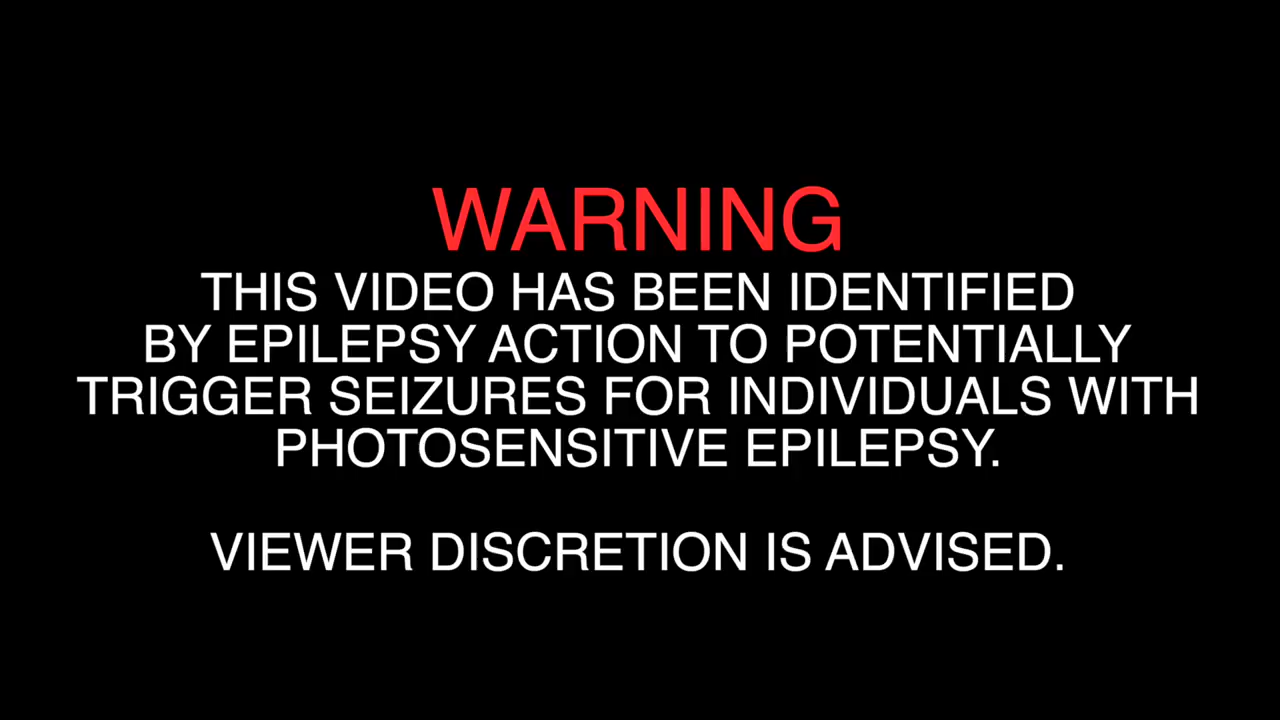 WARNING
THIS VIDEO HAS BEEN IDENTIFIED
BY EPILEPSY ACTION TO POTENTIALLY
TRIGGER SEIZURES FOR INDIVIDUALS WITH
PHOTOSENSITIVE EPILEPSY.
VIEWER DISCRETION IS ADVISED.